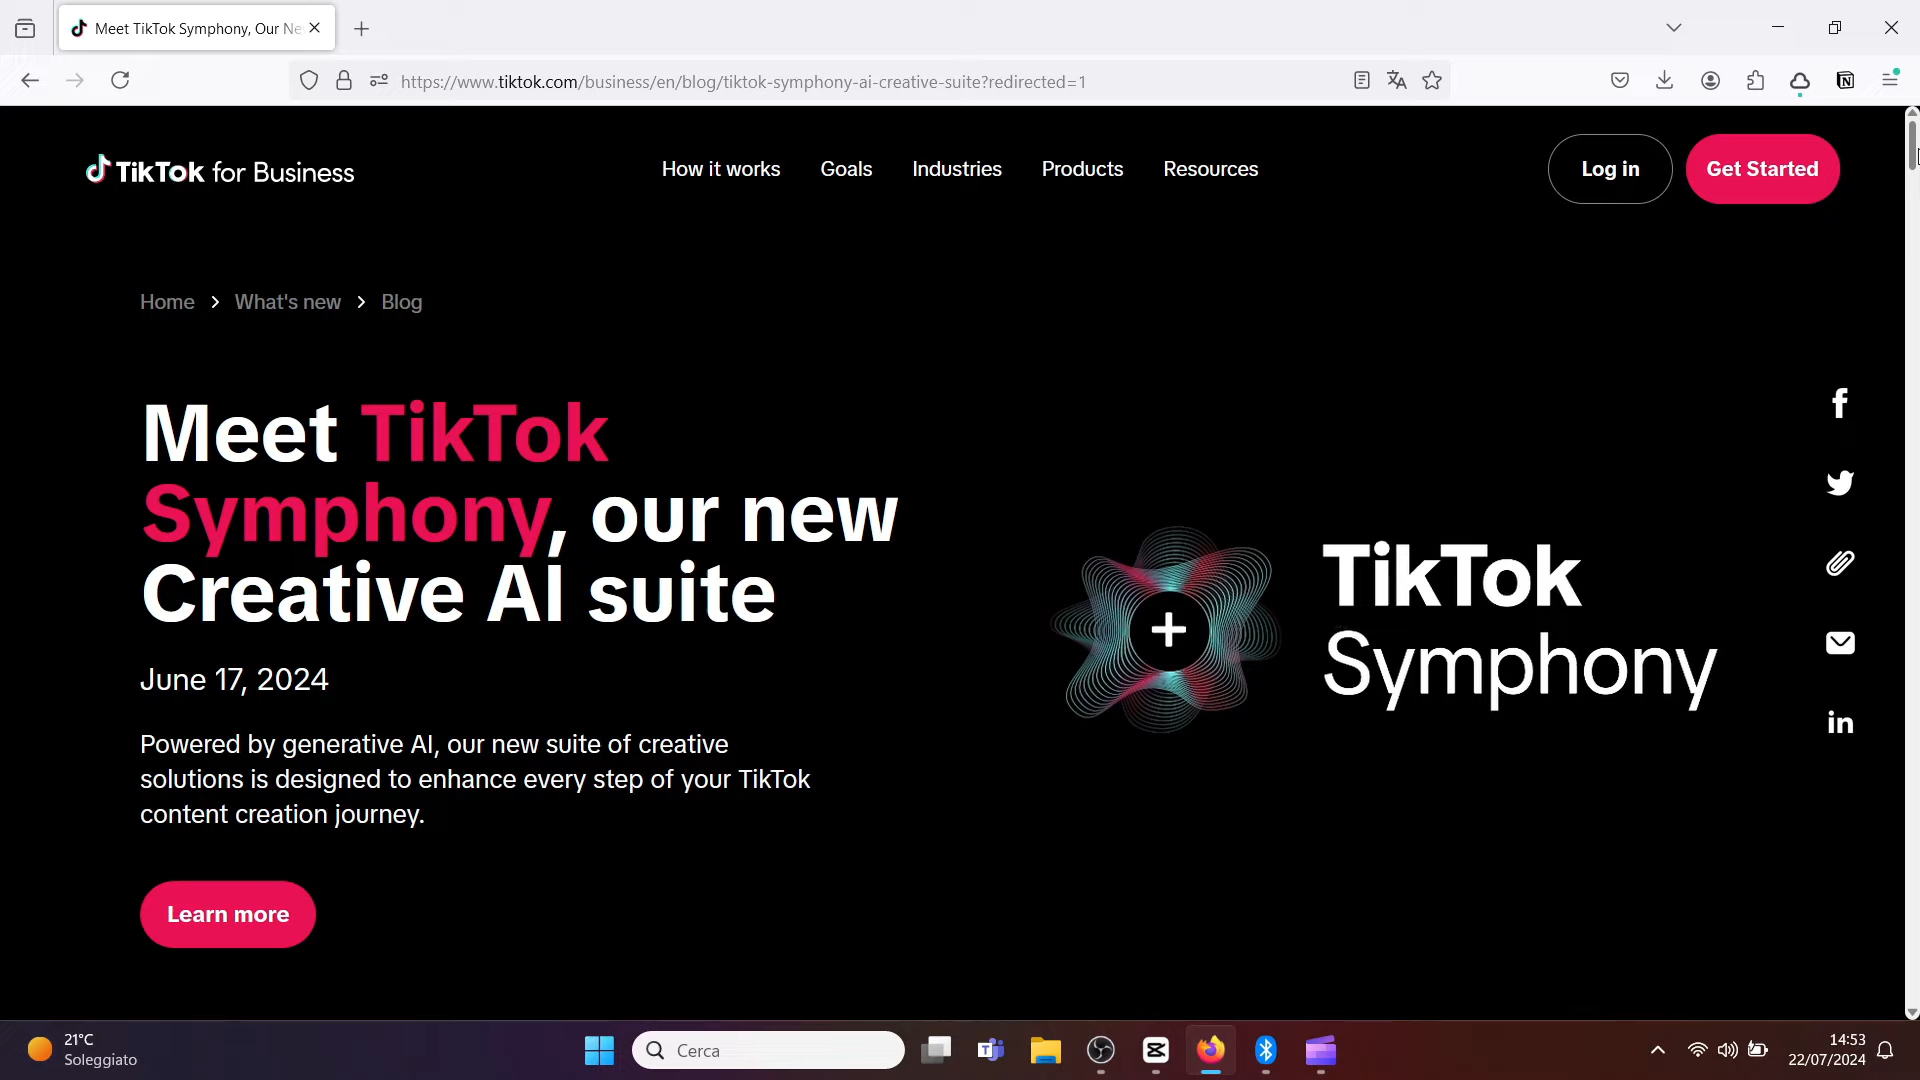 Meet TikTok Symphony, Our Ne
https://www.tiktok.com/business/en/blog/tiktok-symphony-ai-creative-suite?redirected=1
TikTok for Business
How it works
Goals
Industries
Products
Resources
Log in
Get Started
Home > What's new > Blog
Meet TikTok
Symphony, our new
Creative AI suite
June 17, 2024
Powered by generative AI, our new suite of creative
solutions is designed to enhance every step of your TikTok
content creation journey.
Learn more
TikTok
Symphony
21°C
Soleggiato
Cerca
14:53
22/07/2024